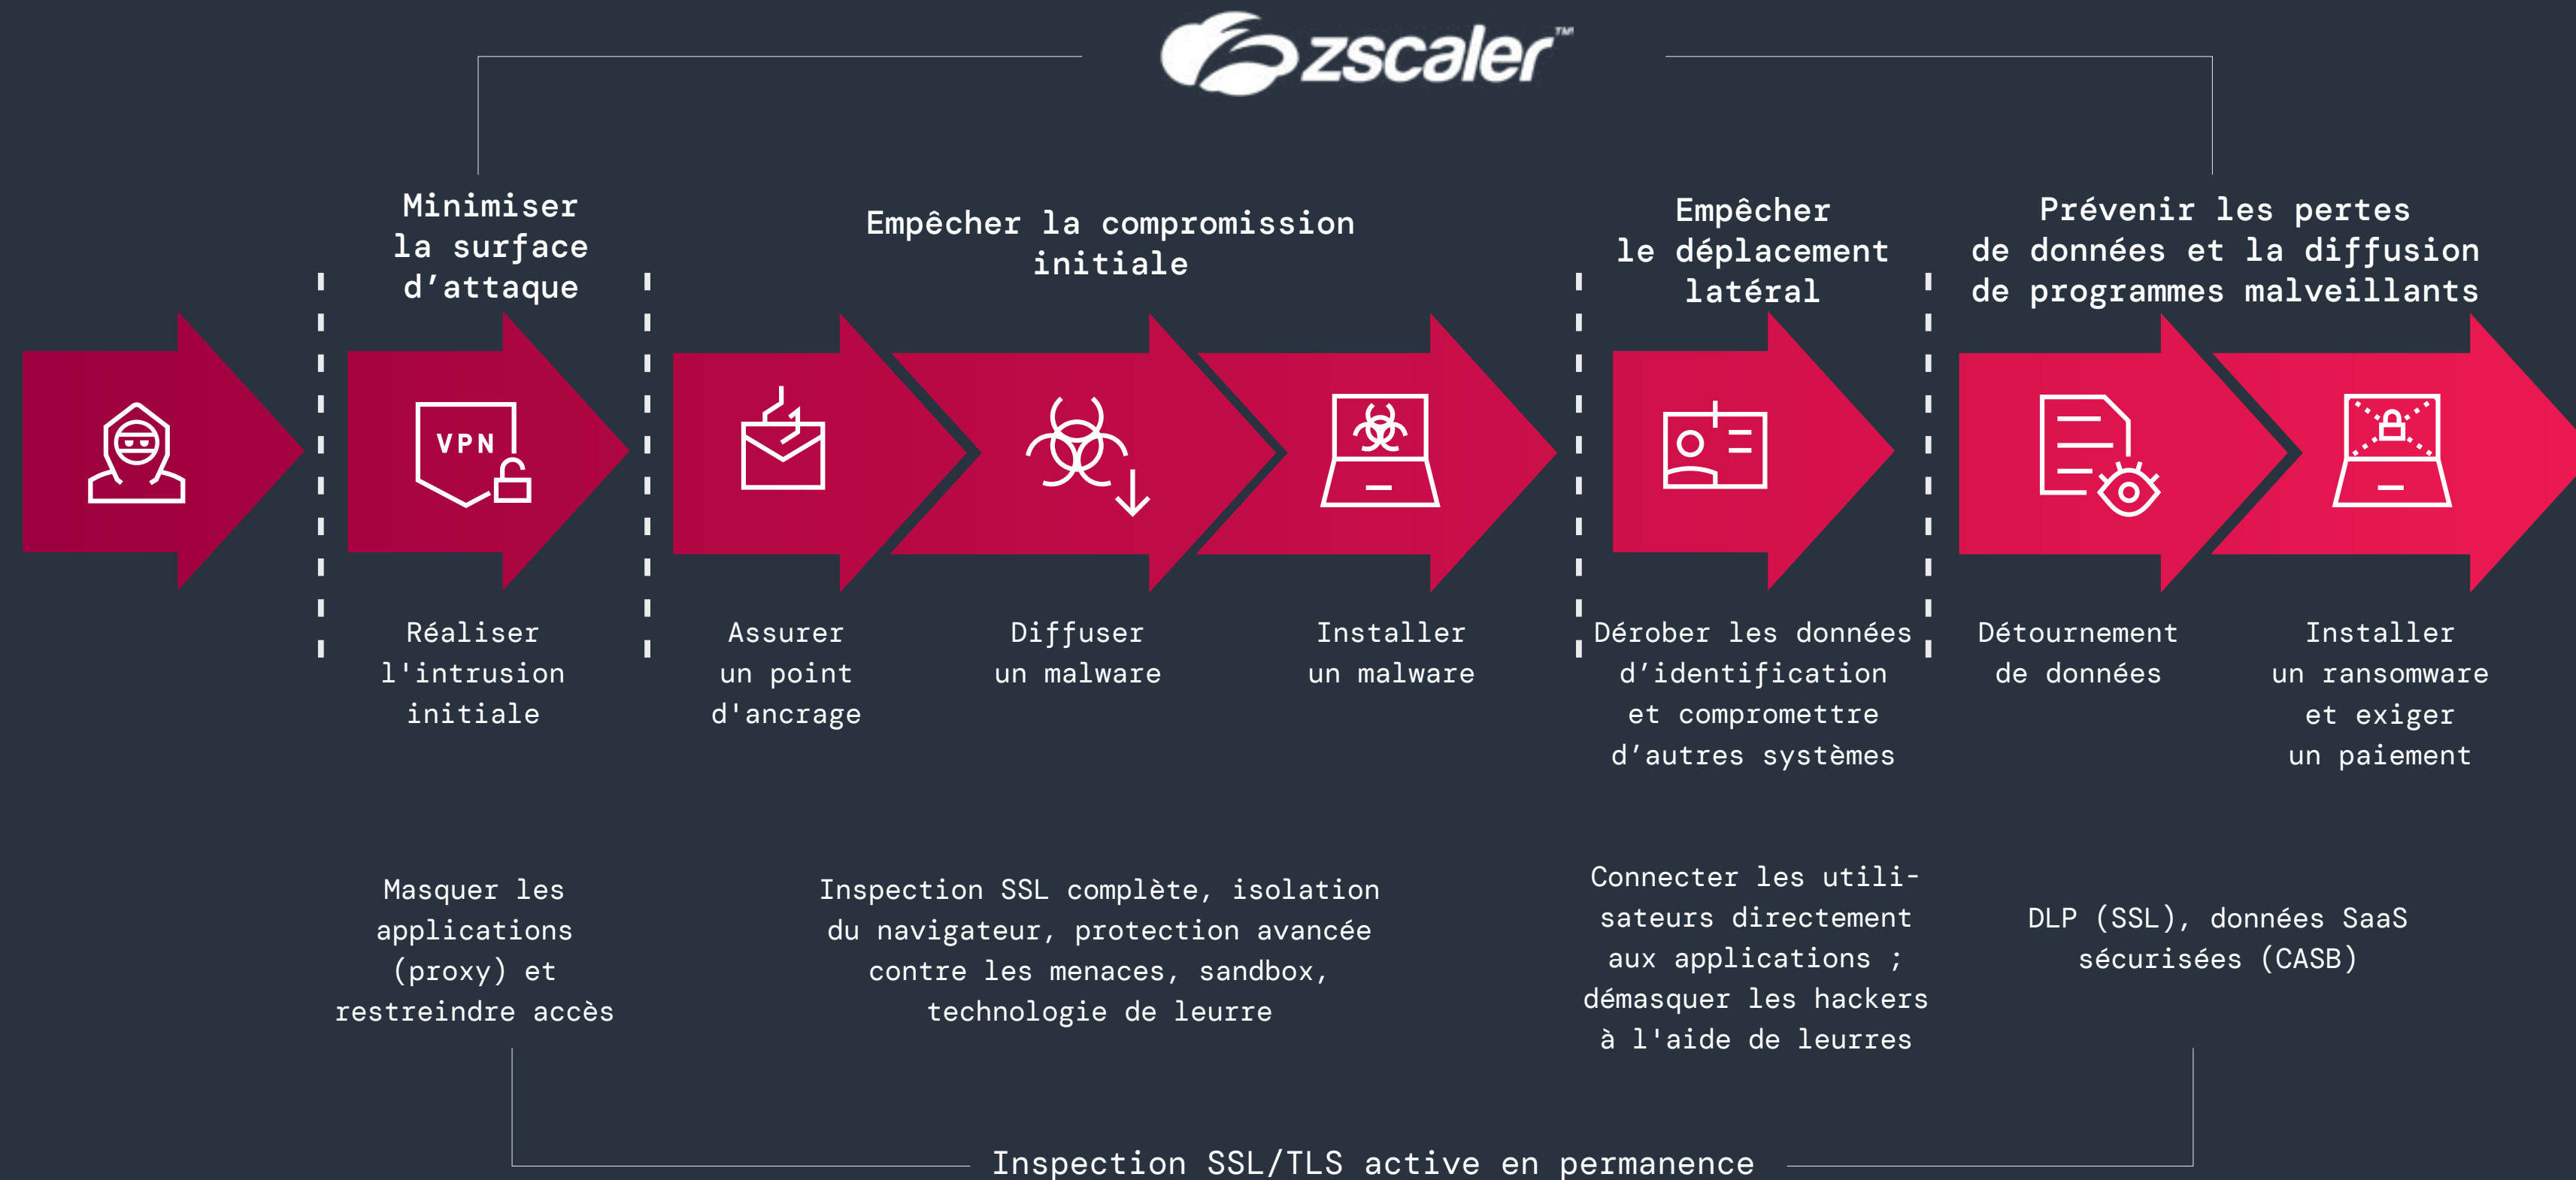 zscaler™
Minimiser
la surface
d’attaque
Empêcher la compromission
initiale
Empêcher
le déplacement
latéral
Prévenir les pertes
de données et la diffusion
de programmes malveillants
VPN
Réaliser
l'intrusion
initiale
Assurer
un point
d'ancrage
Diffuser
un malware
Installer
un malware
Dérober les données
d’identification
et compromettre
d’autres systèmes
Détournement
de données
Installer
un ransomware
et exiger
un paiement
Masquer les
applications
(proxy) et
restreindre accès
Inspection SSL complète, isolation
du navigateur, protection avancée
contre les menaces, sandbox,
technologie de leurre
Connecter les utili-
sateurs directement
aux applications ;
démasquer les hackers
à l'aide de leurres
DLP (SSL), données SaaS
sécurisées (CASB)
Inspection SSL/TLS active en permanence